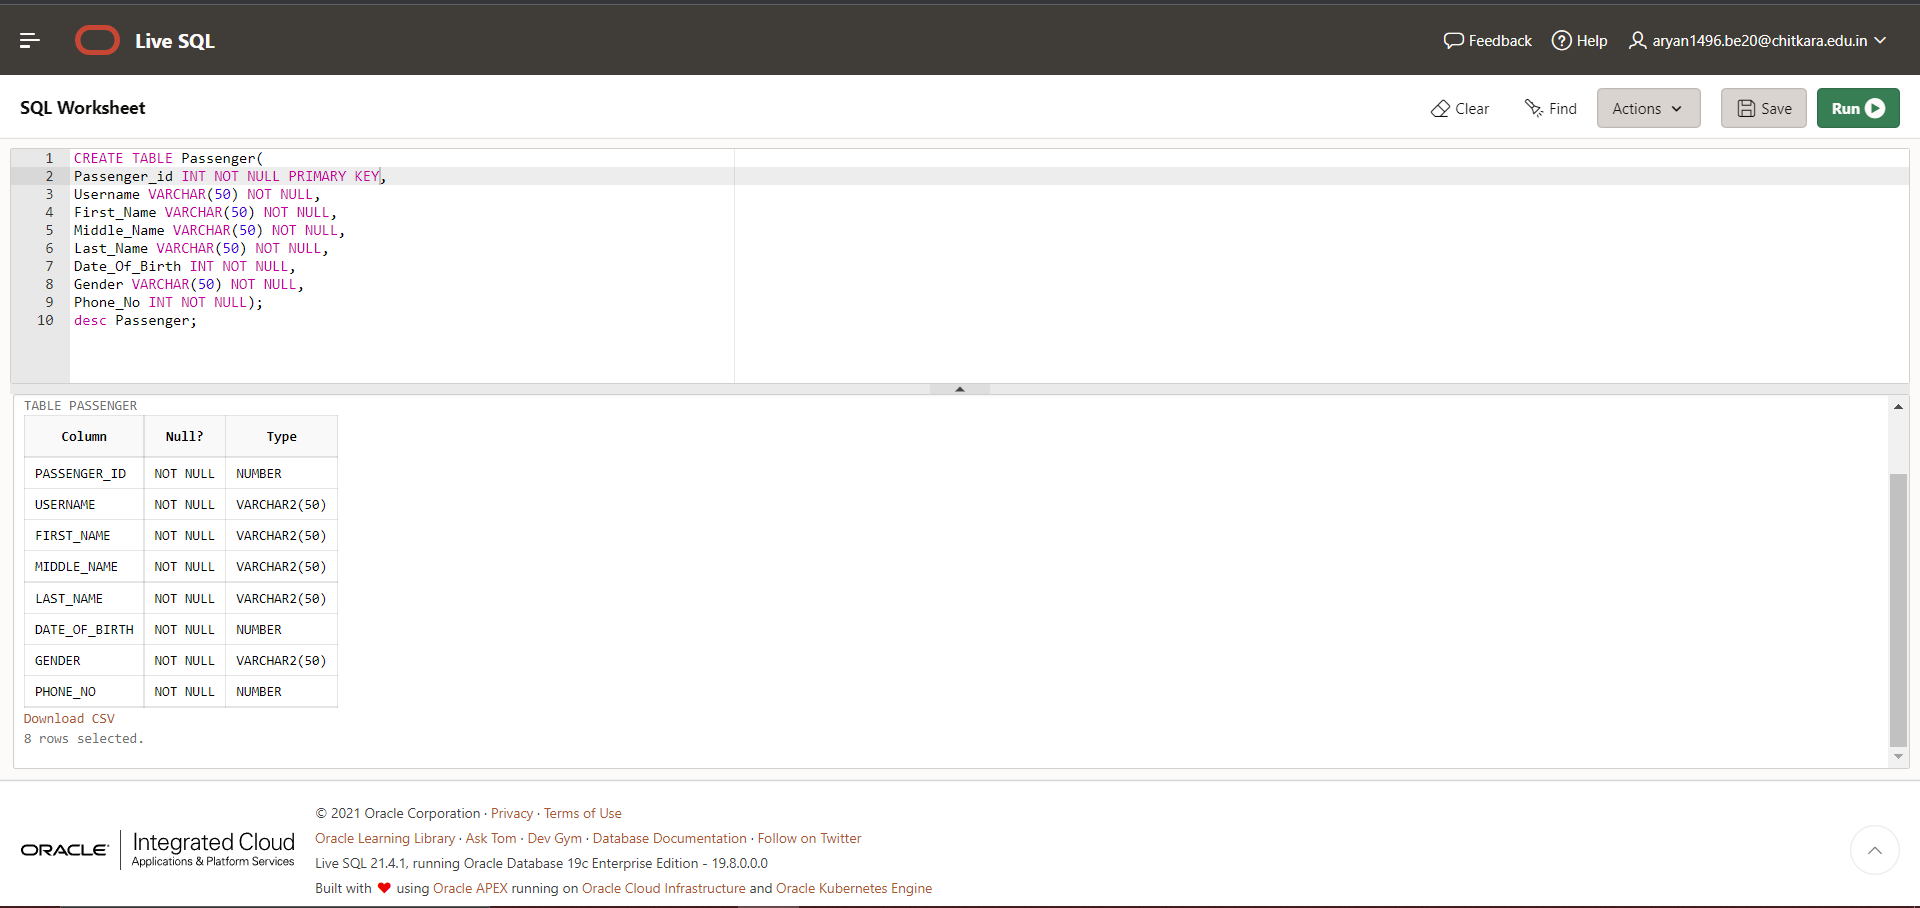 Live SQL
Feedback Help aryan1496.be20@chitkara.edu.in
SQL Worksheet
Clear Find Actions Save Run
1 CREATE TABLE Passenger(
2 Passenger_id INT NOT NULL PRIMARY KEY,
3 Username VARCHAR(50) NOT NULL,
4 First_Name VARCHAR(50) NOT NULL,
5 Middle_Name VARCHAR(50) NOT NULL,
6 Last_Name VARCHAR(50) NOT NULL,
7 Date_Of_Birth INT NOT NULL,
8 Gender VARCHAR(50) NOT NULL,
9 Phone_No INT NOT NULL);
10 desc Passenger;
TABLE PASSENGER
Column Null? Type
PASSENGER_ID NOT NULL NUMBER
USERNAME NOT NULL VARCHAR2(50)
FIRST_NAME NOT NULL VARCHAR2(50)
MIDDLE_NAME NOT NULL VARCHAR2(50)
LAST_NAME NOT NULL VARCHAR2(50)
DATE_OF_BIRTH NOT NULL NUMBER
GENDER NOT NULL VARCHAR2(50)
PHONE_NO NOT NULL NUMBER
Download CSV
8 rows selected.
ORACLE Integrated Cloud
Applications & Platform Services
© 2021 Oracle Corporation · Privacy · Terms of Use
Oracle Learning Library · Ask Tom · Dev Gym · Database Documentation · Follow on Twitter
Live SQL 21.4.1, running Oracle Database 19c Enterprise Edition - 19.8.0.0.0
Built with ❤ using Oracle APEX running on Oracle Cloud Infrastructure and Oracle Kubernetes Engine